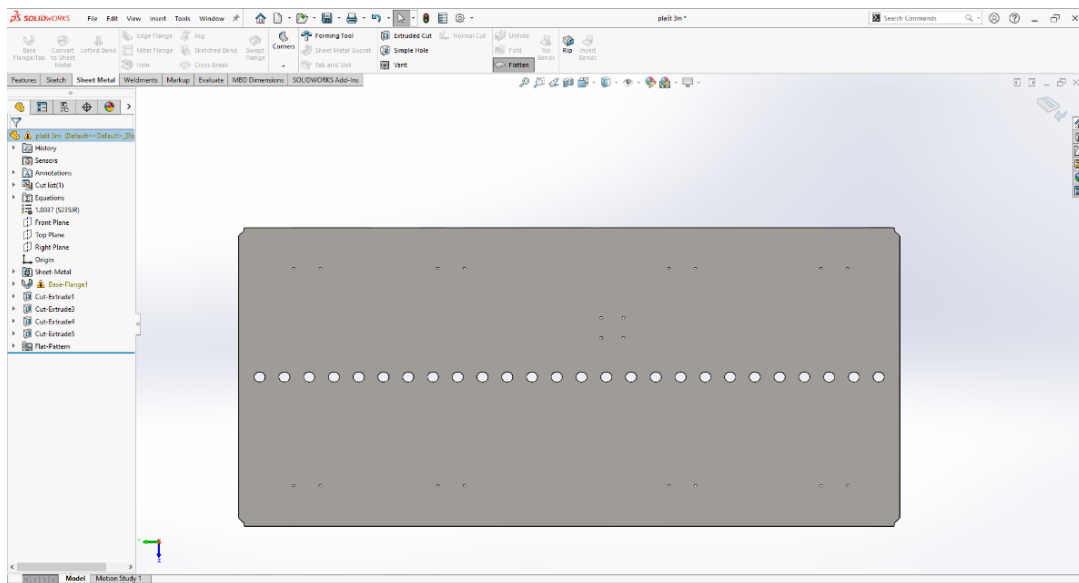 SOLIDWORKS File Edit View Insert Tools Window plaīt 3m * Search Commands
Base Flange/Tab
Convert to Sheet Metal
Lofted-Bend
Edge Flange
Miter Flange
Hem
Jog
Sketched Bend
Cross-Break
Swept Flange
Corners
Forming Tool
Sheet Metal Gusset
Tab and Slot
Extruded Cut
Simple Hole
Vent
Normal Cut
Unfold
Fold
Flatten
No Bends
Rip
Insert Bends
Features Sketch Sheet Metal Weldments Markup Evaluate MBD Dimensions SOLIDWORKS Add-Ins
History
Sensors
Annotations
Cut list(1)
Equations
1.0037 (S235JR)
Front Plane
Top Plane
Right Plane
Origin
Sheet-Metal
Base-Flange1
Cut-Extrude1
Cut-Extrude3
Cut-Extrude4
Cut-Extrude5
Flat-Pattern
Model Motion Study 1